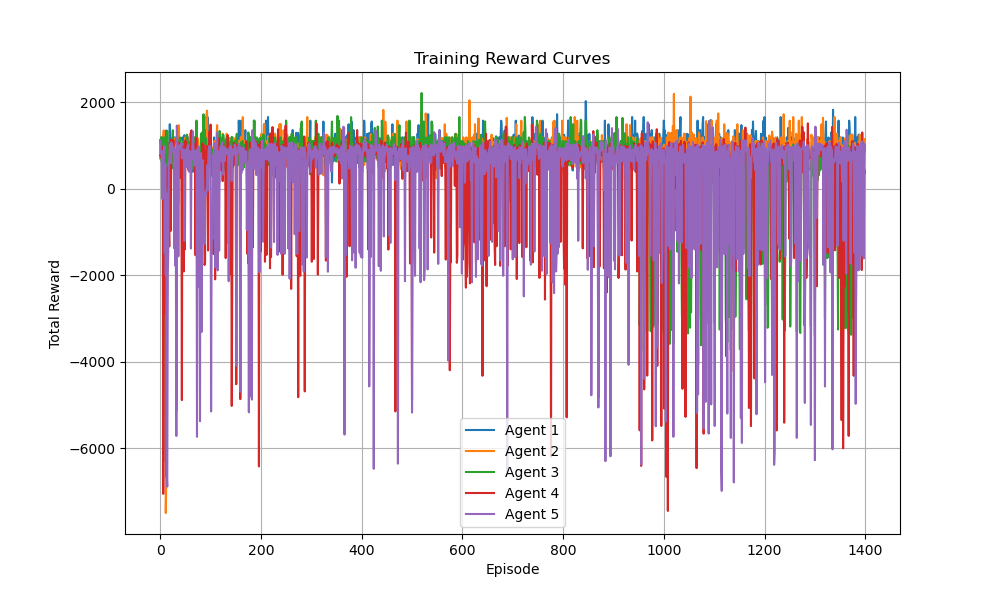 Training Reward Curves
Total Reward
2000
0
−2000
−4000
−6000
Agent 1
Agent 2
Agent 3
Agent 4
Agent 5
0 200 400 600 800 1000 1200 1400
Episode